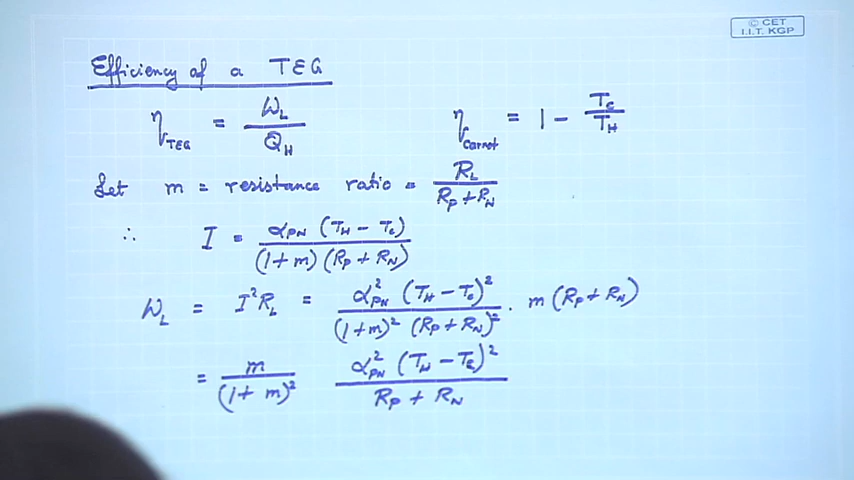 © CET
I.I.T. KGP
Efficiency of a TEG
η_TEG = W_L / Q_H    η_Carnot = 1 − T_c / T_H
Let m = resistance ratio = R_L / (R_P + R_N)
∴ I = α_PN (T_H − T_c) / ((1+m) (R_P + R_N))
W_L = I² R_L = α²_PN (T_H − T_c)² / ((1+m)² (R_P + R_N)²) . m (R_P + R_N)
= m / (1 + m)²  α²_PN (T_H − T_c)² / (R_P + R_N)